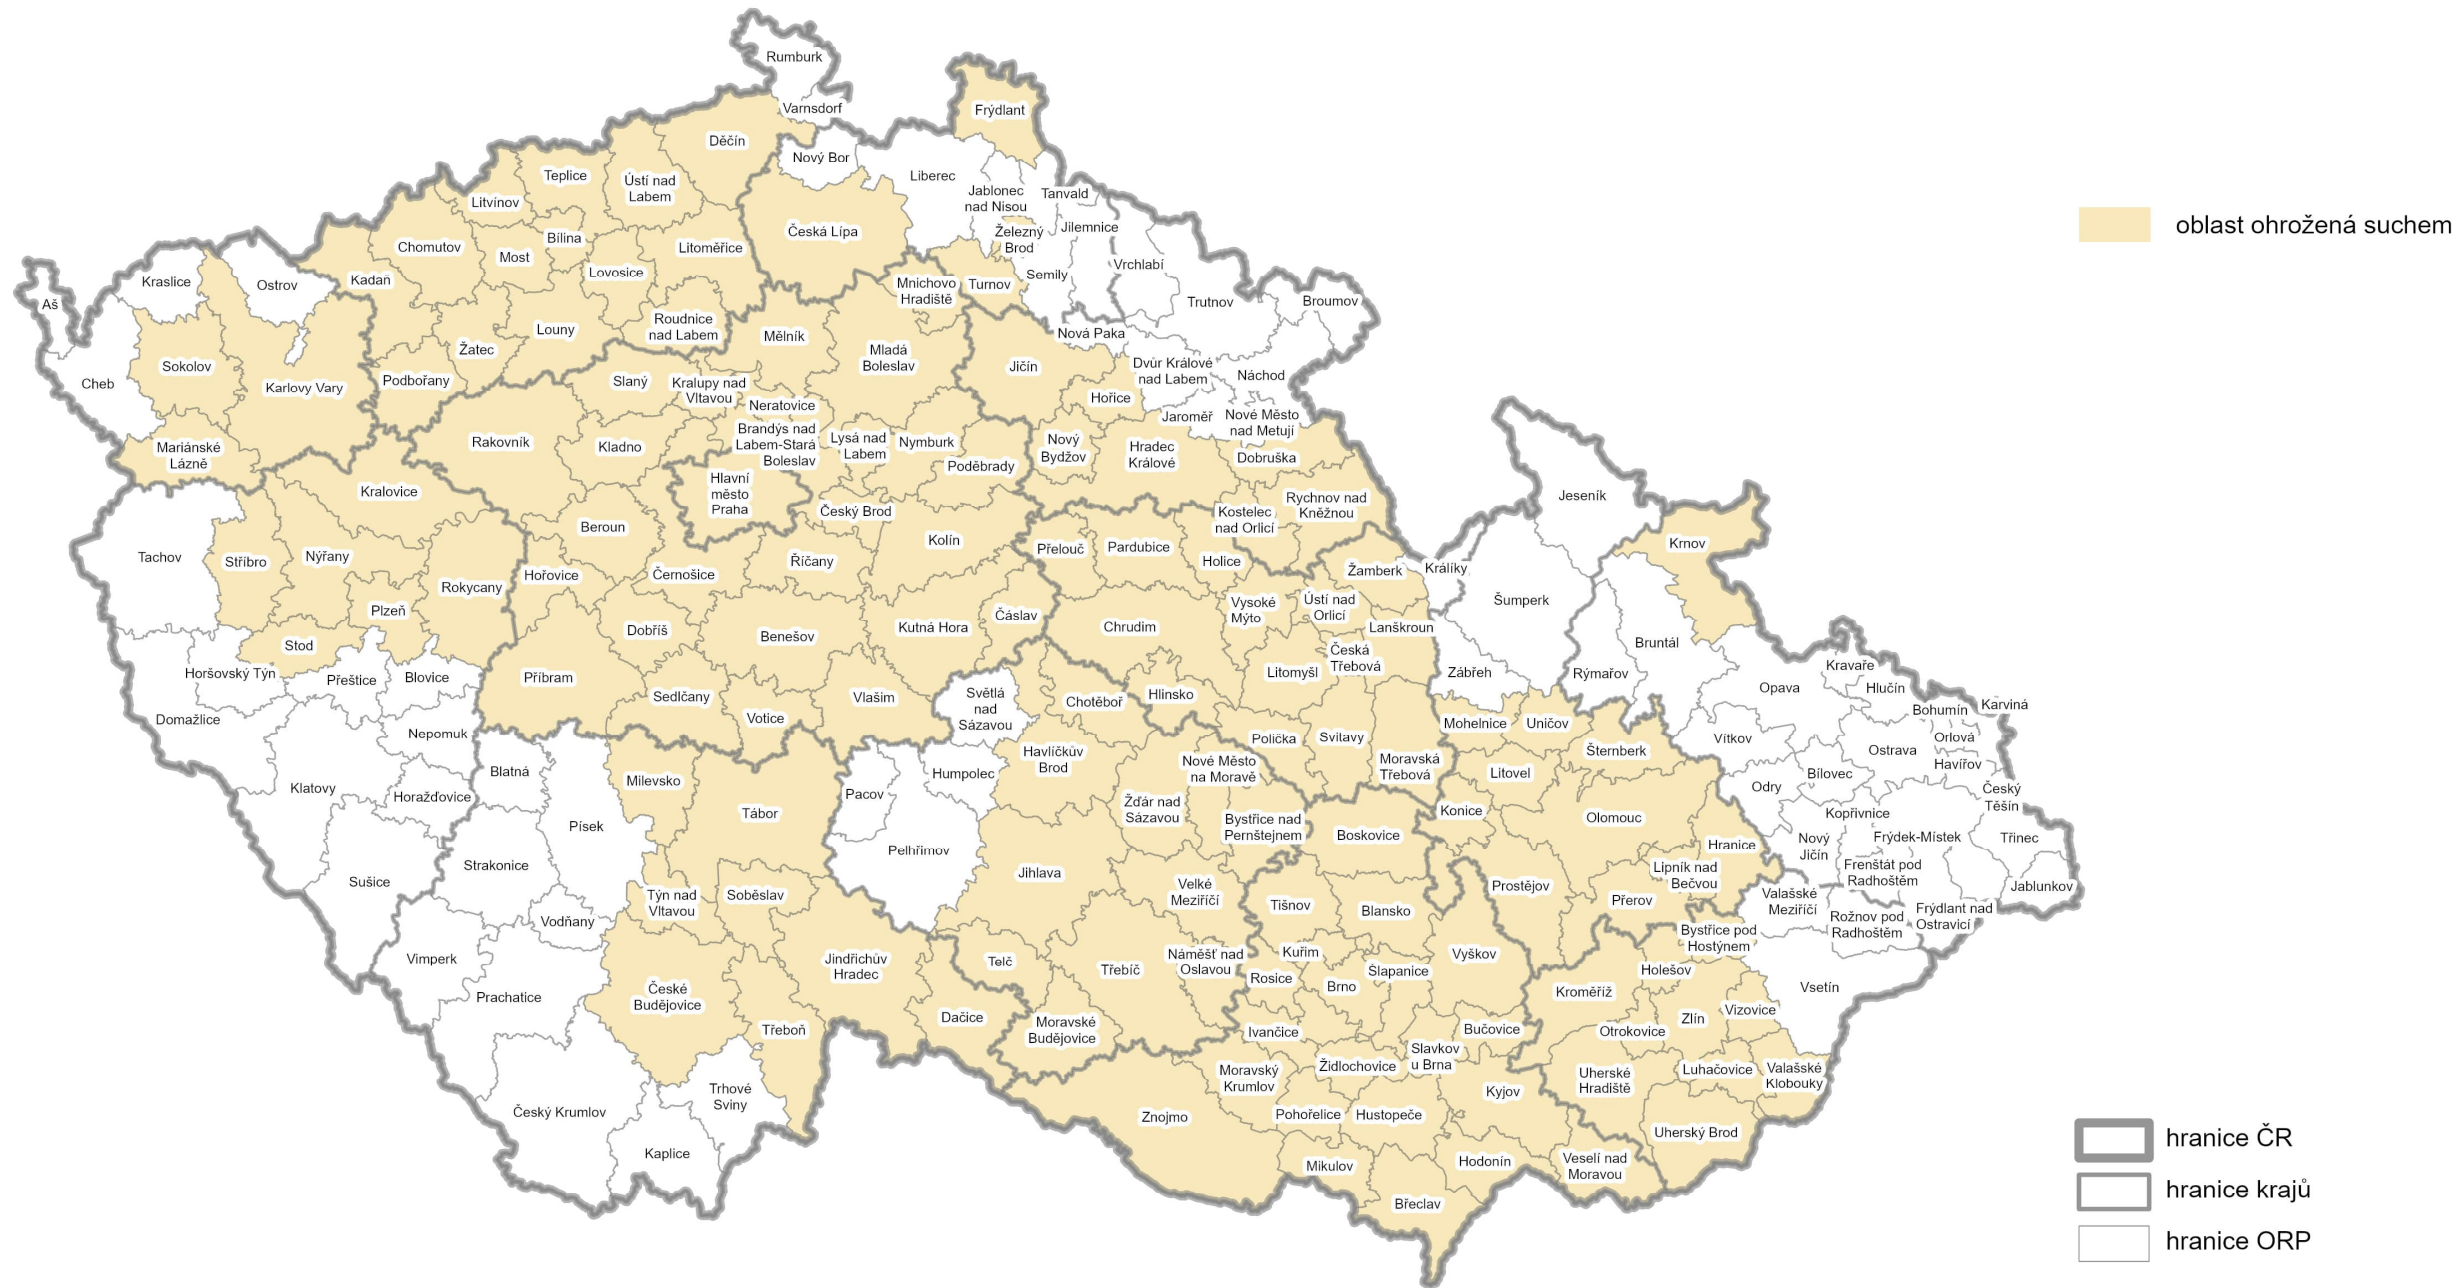 Rumburk
Varnsdorf
Frýdlant
Děčín
Nový Bor
Liberec
Teplice
Ústí nad
Labem
Jablonec
nad Nisou
Tanvald
Litvínov
Česká Lípa
Železný
Brod
Jilemnice
oblast ohrožená suchem
Chomutov
Bílina
Most
Litoměřice
Lovosice
Semily
Vrchlabí
Kraslice
Ostrov
Kadaň
Mnichovo
Hradiště
Turnov
Trutnov
Broumov
Aš
Louny
Roudnice
nad Labem
Mělník
Nová Paka
Žatec
Mladá
Boleslav
Jičín
Dvůr Králové
nad Labem
Náchod
Sokolov
Cheb
Karlovy Vary
Podbořany
Slaný
Kralupy nad
Vltavou
Neratovice
Hořice
Jaroměř
Nové Město
nad Metují
Mariánské
Lázně
Rakovník
Kladno
Brandýs nad
Labem-Stará
Boleslav
Lysá nad
Labem
Nymburk
Poděbrady
Nový
Bydžov
Hradec
Králové
Dobruška
Kralovice
Hlavní
město
Praha
Český Brod
Rychnov nad
Kněžnou
Kostelec
nad Orlicí
Jeseník
Tachov
Stříbro
Nýřany
Beroun
Kolín
Přelouč
Pardubice
Holice
Krnov
Rokycany
Hořovice
Černošice
Říčany
Žamberk
Králíky
Šumperk
Plzeň
Stod
Dobříš
Benešov
Kutná Hora
Čáslav
Chrudim
Vysoké
Mýto
Ústí nad
Orlicí
Lanškroun
Česká
Třebová
Bruntál
Horšovský Týn
Přeštice
Blovice
Příbram
Sedlčany
Votice
Vlašim
Světlá
nad
Sázavou
Chotěboř
Hlinsko
Litomyšl
Zábřeh
Rýmařov
Opava
Kravaře
Hlučín
Bohumín
Karviná
Domažlice
Nepomuk
Blatná
Milevsko
Havlíčkův
Brod
Polička
Svitavy
Moravská
Třebová
Mohelnice
Uničov
Šternberk
Vítkov
Ostrava
Orlová
Havířov
Klatovy
Horažďovice
Humpolec
Pacov
Nové Město
na Moravě
Litovel
Bílovec
Odry
Český
Těšín
Písek
Tábor
Žďár nad
Sázavou
Bystřice nad
Pernštejnem
Boskovice
Konice
Olomouc
Kopřivnice
Pelhřimov
Hranice
Nový
Jičín
Frýdek-Místek
Třinec
Sušice
Strakonice
Jihlava
Prostějov
Lipník nad
Bečvou
Frenštát pod
Radhoštěm
Jablunkov
Týn nad
Vltavou
Soběslav
Velké
Meziříčí
Tišnov
Blansko
Přerov
Valašské
Meziříčí
Rožnov pod
Radhoštěm
Frýdlant nad
Ostravicí
Vodňany
Vimperk
Jindřichův
Hradec
Telč
Třebíč
Náměšť nad
Oslavou
Kuřim
Rosice
Brno
Šlapanice
Vyškov
Bystřice pod
Hostýnem
Holešov
Vsetín
Prachatice
České
Budějovice
Třeboň
Dačice
Moravské
Budějovice
Ivančice
Bučovice
Kroměříž
Otrokovice
Zlín
Vizovice
Moravský
Krumlov
Židlochovice
Slavkov
u Brna
Uherské
Hradiště
Luhačovice
Valašské
Klobouky
Český Krumlov
Trhové
Sviny
Kaplice
Znojmo
Pohořelice
Hustopeče
Kyjov
Uherský Brod
Mikulov
Hodonín
Veselí nad
Moravou
Břeclav
hranice ČR
hranice krajů
hranice ORP